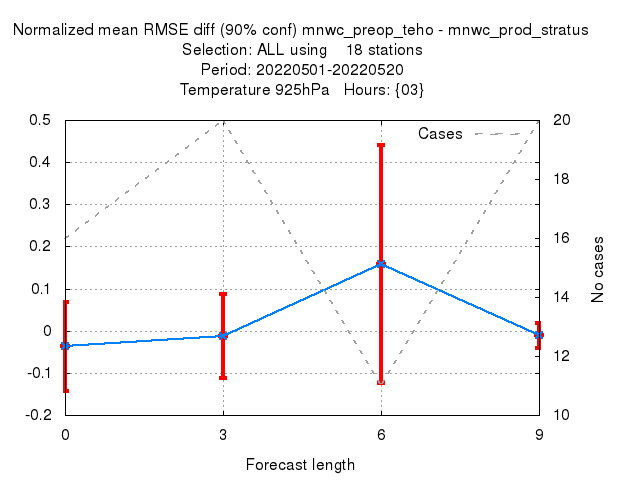 Normalized mean RMSE diff (90% conf) mnwc_preop_teho - mnwc_prod_stratus
Selection: ALL using    18 stations
Period: 20220501-20220520
Temperature 925hPa   Hours: {03}
Cases
0.5
0.4
0.3
0.2
0.1
0
-0.1
-0.2
20
18
16
14
12
10
No cases
0
3
6
9
Forecast length